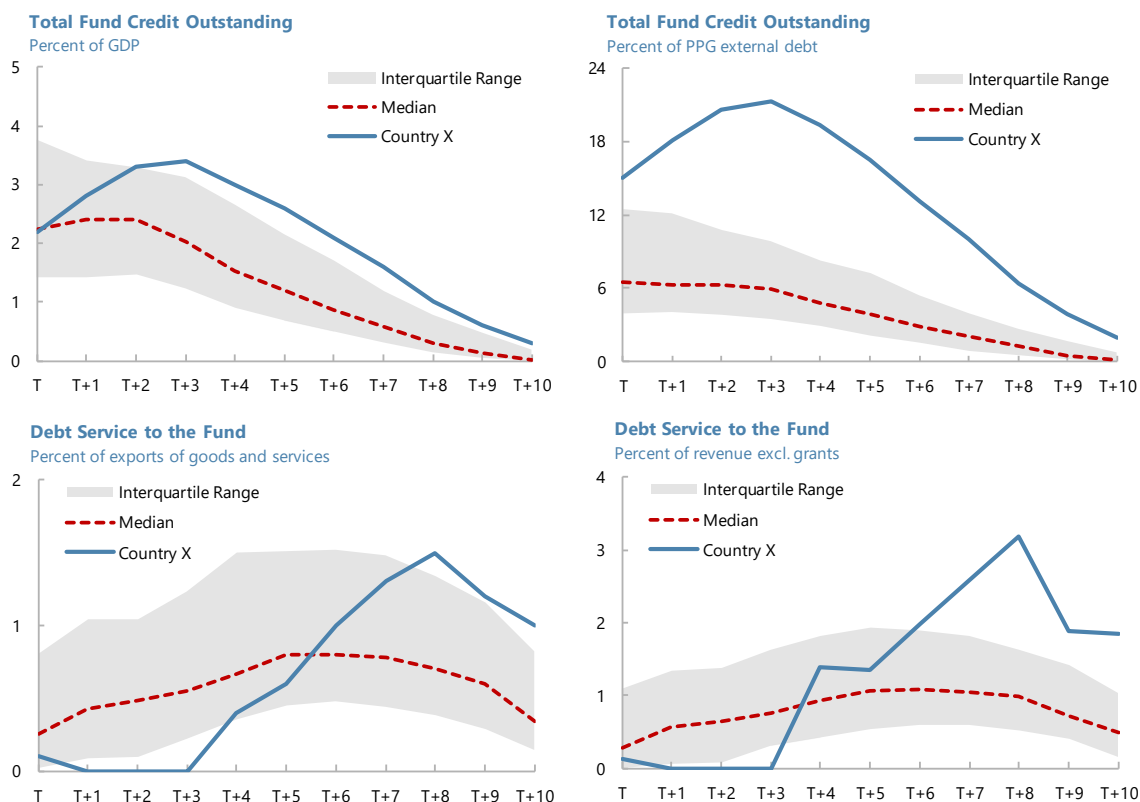 Total Fund Credit Outstanding
Percent of GDP
5
4
3
2
1
0
Interquartile Range
Median
Country X
T T+1 T+2 T+3 T+4 T+5 T+6 T+7 T+8 T+9 T+10
Total Fund Credit Outstanding
Percent of PPG external debt
24
18
12
6
0
Interquartile Range
Median
Country X
T T+1 T+2 T+3 T+4 T+5 T+6 T+7 T+8 T+9 T+10
Debt Service to the Fund
Percent of exports of goods and services
2
1
0
Interquartile Range
Median
Country X
T T+1 T+2 T+3 T+4 T+5 T+6 T+7 T+8 T+9 T+10
Debt Service to the Fund
Percent of revenue excl. grants
4
3
2
1
0
Interquartile Range
Median
Country X
T T+1 T+2 T+3 T+4 T+5 T+6 T+7 T+8 T+9 T+10